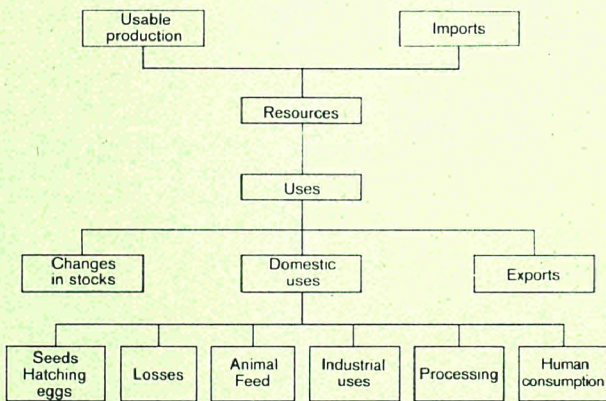 Usable
production
Imports
Resources
Uses
Changes
in stocks
Domestic
uses
Exports
Seeds
Hatching
eggs
Losses
Animal
Feed
Industrial
uses
Processing
Human
consumption